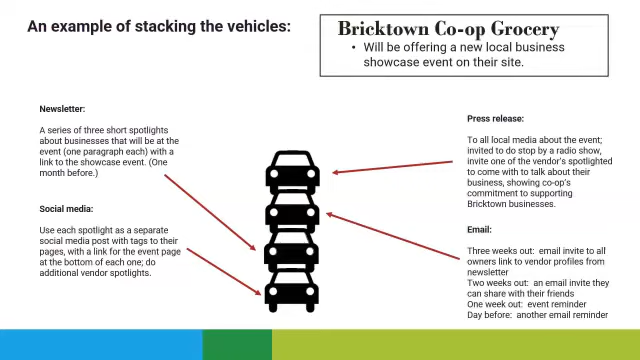 An example of stacking the vehicles:
Bricktown Co-op Grocery
• Will be offering a new local business
showcase event on their site.
Newsletter:
A series of three short spotlights
about businesses that will be at the
event (one paragraph each) with a
link to the showcase event. (One
month before.)
Social media:
Use each spotlight as a separate
social media post with tags to their
pages, with a link for the event page
at the bottom of each one; do
additional vendor spotlights.
Press release:
To all local media about the event;
invited to do stop by a radio show,
invite one of the vendor's spotlighted
to come with to talk about their
business, showing co-op's
commitment to supporting
Bricktown businesses.
Email:
Three weeks out: email invite to all
owners link to vendor profiles from
newsletter
Two weeks out: an email invite they
can share with their friends
One week out: event reminder
Day before: another email reminder